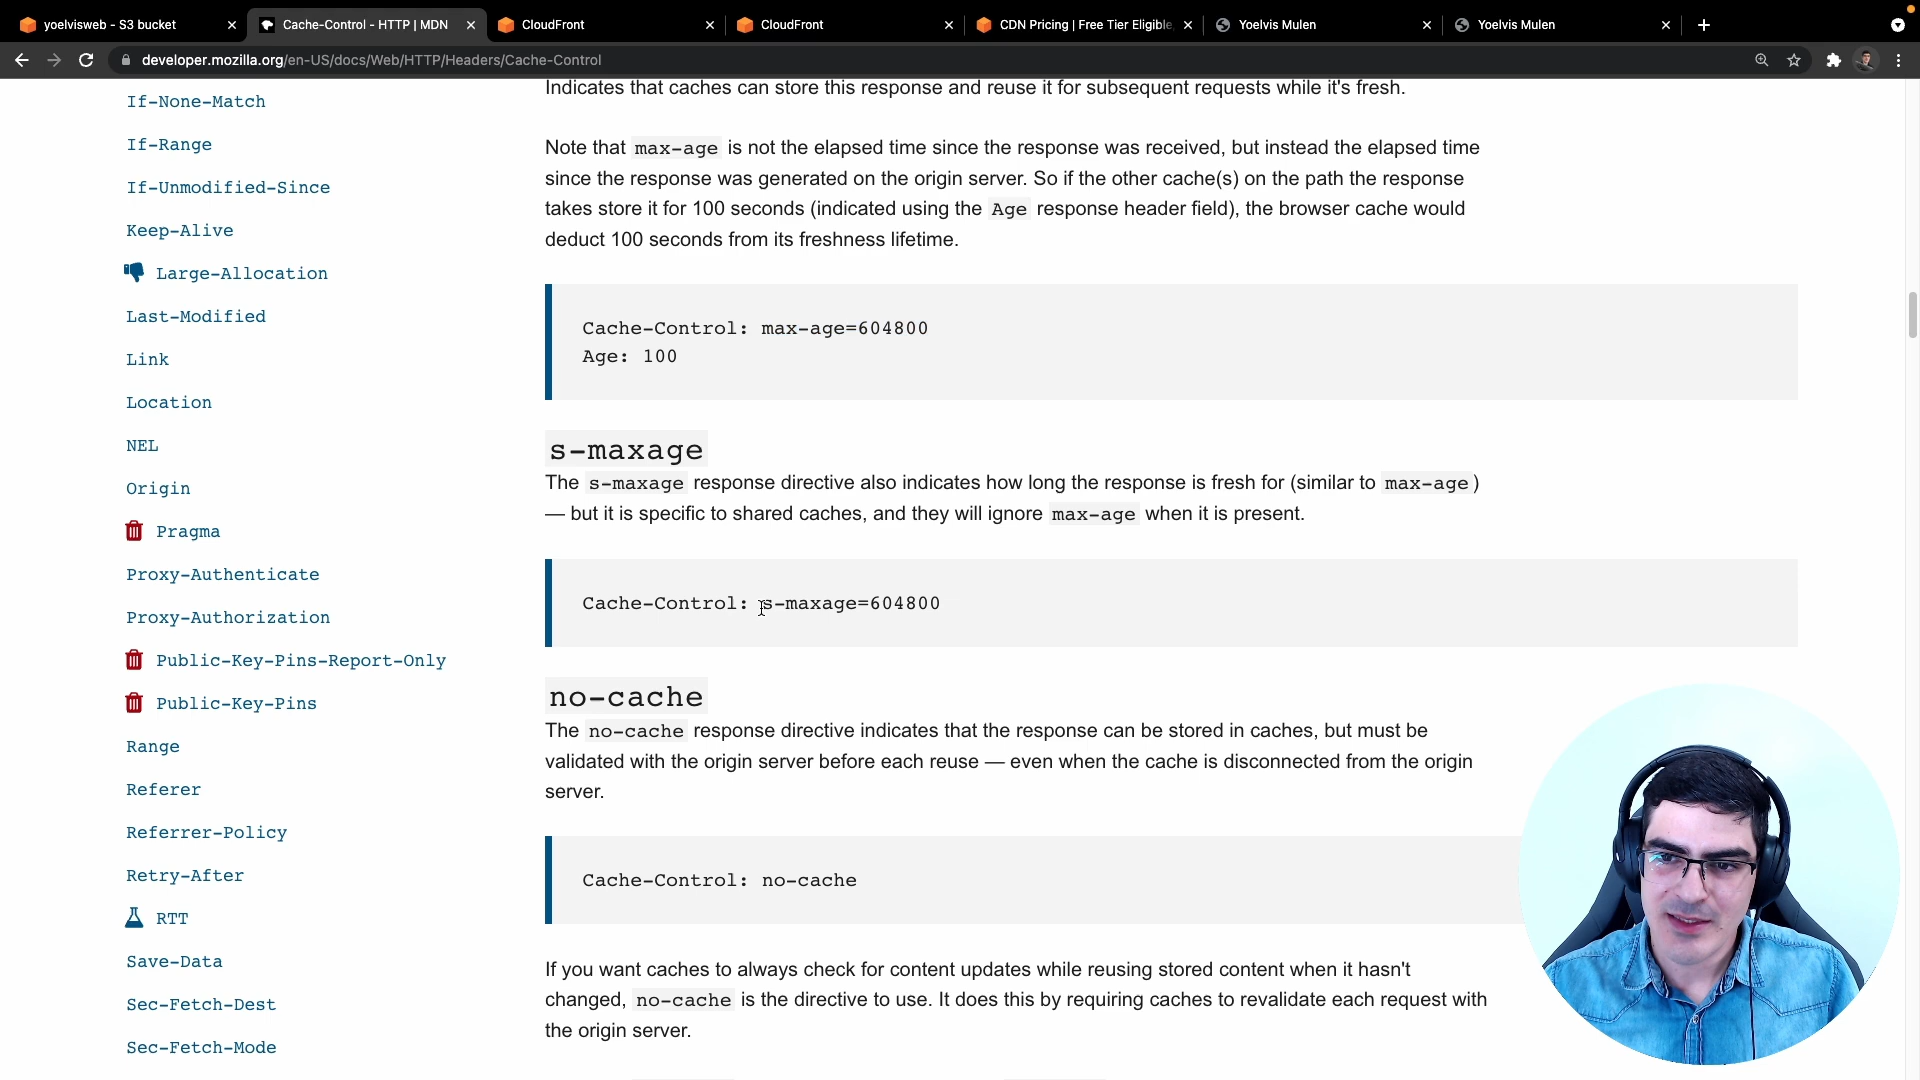 yoelvisweb - S3 bucket
Cache-Control - HTTP | MDN
CloudFront
CloudFront
CDN Pricing | Free Tier Eligible,
Yoelvis Mulen
Yoelvis Mulen
developer.mozilla.org/en-US/docs/Web/HTTP/Headers/Cache-Control
If-None-Match
If-Range
If-Unmodified-Since
Keep-Alive
Large-Allocation
Last-Modified
Link
Location
NEL
Origin
Pragma
Proxy-Authenticate
Proxy-Authorization
Public-Key-Pins-Report-Only
Public-Key-Pins
Range
Referer
Referrer-Policy
Retry-After
RTT
Save-Data
Sec-Fetch-Dest
Sec-Fetch-Mode
Indicates that caches can store this response and reuse it for subsequent requests while it's fresh.
Note that max-age is not the elapsed time since the response was received, but instead the elapsed time
since the response was generated on the origin server. So if the other cache(s) on the path the response
takes store it for 100 seconds (indicated using the Age response header field), the browser cache would
deduct 100 seconds from its freshness lifetime.
Cache-Control: max-age=604800
Age: 100
s-maxage
The s-maxage response directive also indicates how long the response is fresh for (similar to max-age)
— but it is specific to shared caches, and they will ignore max-age when it is present.
Cache-Control: s-maxage=604800
no-cache
The no-cache response directive indicates that the response can be stored in caches, but must be
validated with the origin server before each reuse — even when the cache is disconnected from the origin
server.
Cache-Control: no-cache
If you want caches to always check for content updates while reusing stored content when it hasn't
changed, no-cache is the directive to use. It does this by requiring caches to revalidate each request with
the origin server.